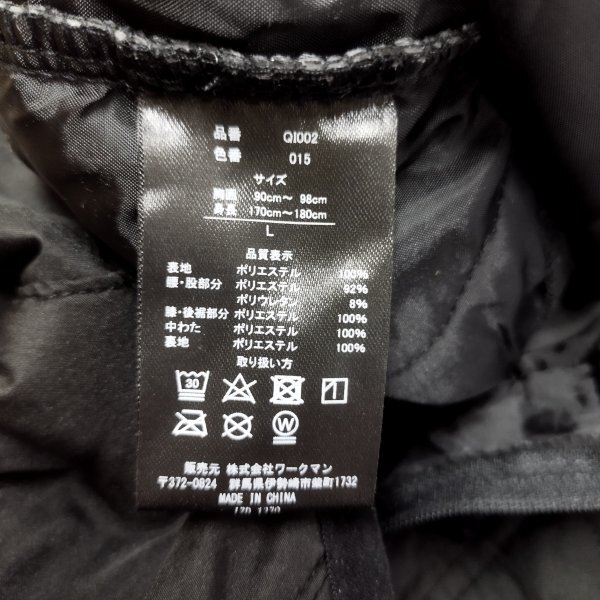 品番 QI002
色番 015
サイズ
胸囲 90cm～ 98cm
身長 170cm～180cm
L
品質表示
表地 ポリエステル 100%
腰・股部分 ポリエステル 92%
ポリウレタン 8%
膝・後裾部分 ポリエステル 100%
中わた ポリエステル 100%
裏地 ポリエステル 100%
取り扱い方
30
W
販売元 株式会社ワークマン
〒372-0824 群馬県伊勢崎市柴町1732
MADE IN CHINA